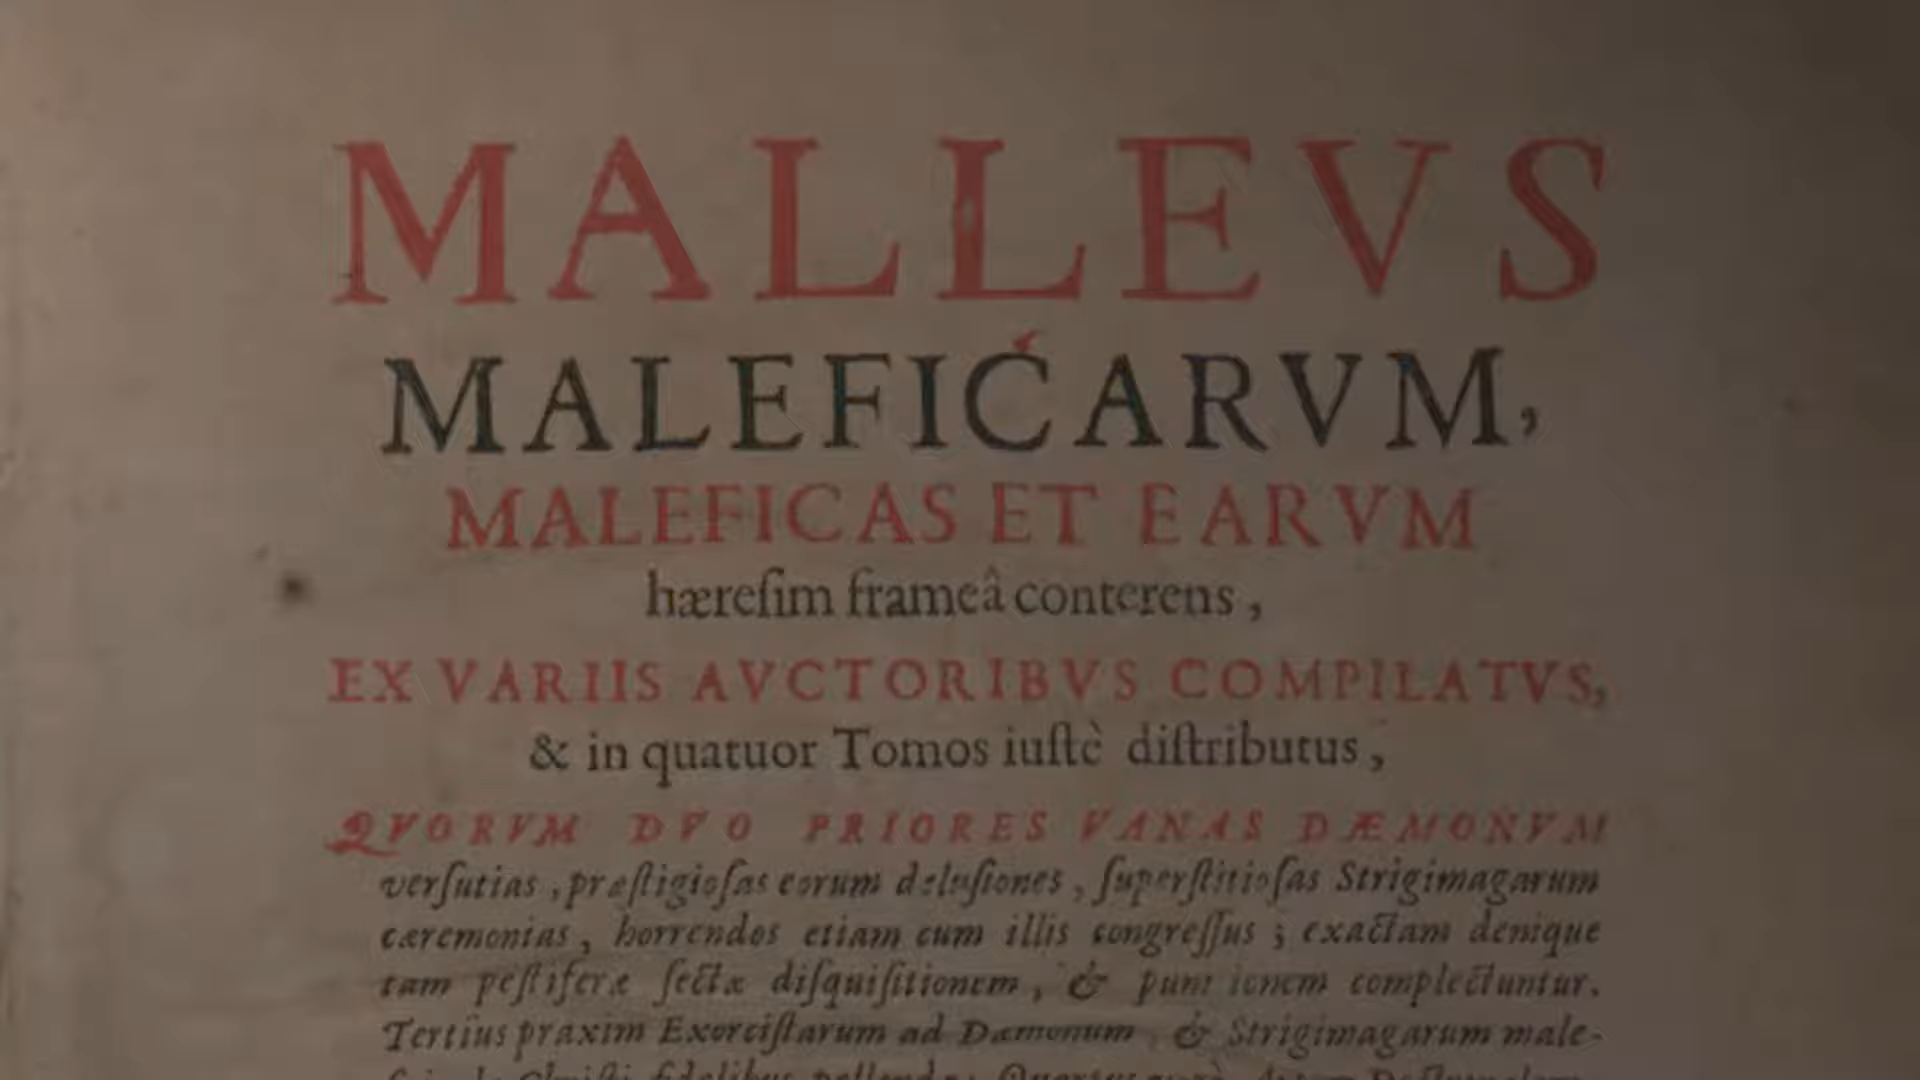 MALLEVS
MALEFICARVM,
MALEFICAS ET EARVM
hæreſim frameâ conterens,
EX VARIIS AVCTORIBVS COMPILATVS,
& in quatuor Tomos iuſtè diſtributus,
QVORVM DVO PRIORES VANAS DÆMONVM
verſutias, præſtigioſas eorum deluſiones, ſuperſtitioſas Strigimagarum
cæremonias, horrendos etiam cum illis congreſſus; exactam denique
tam peſtiferæ ſectæ diſquiſitionem, & punitionem complectuntur.
Tertius praxim Exorciſtarum ad Dæmonum & Strigimagarum male-